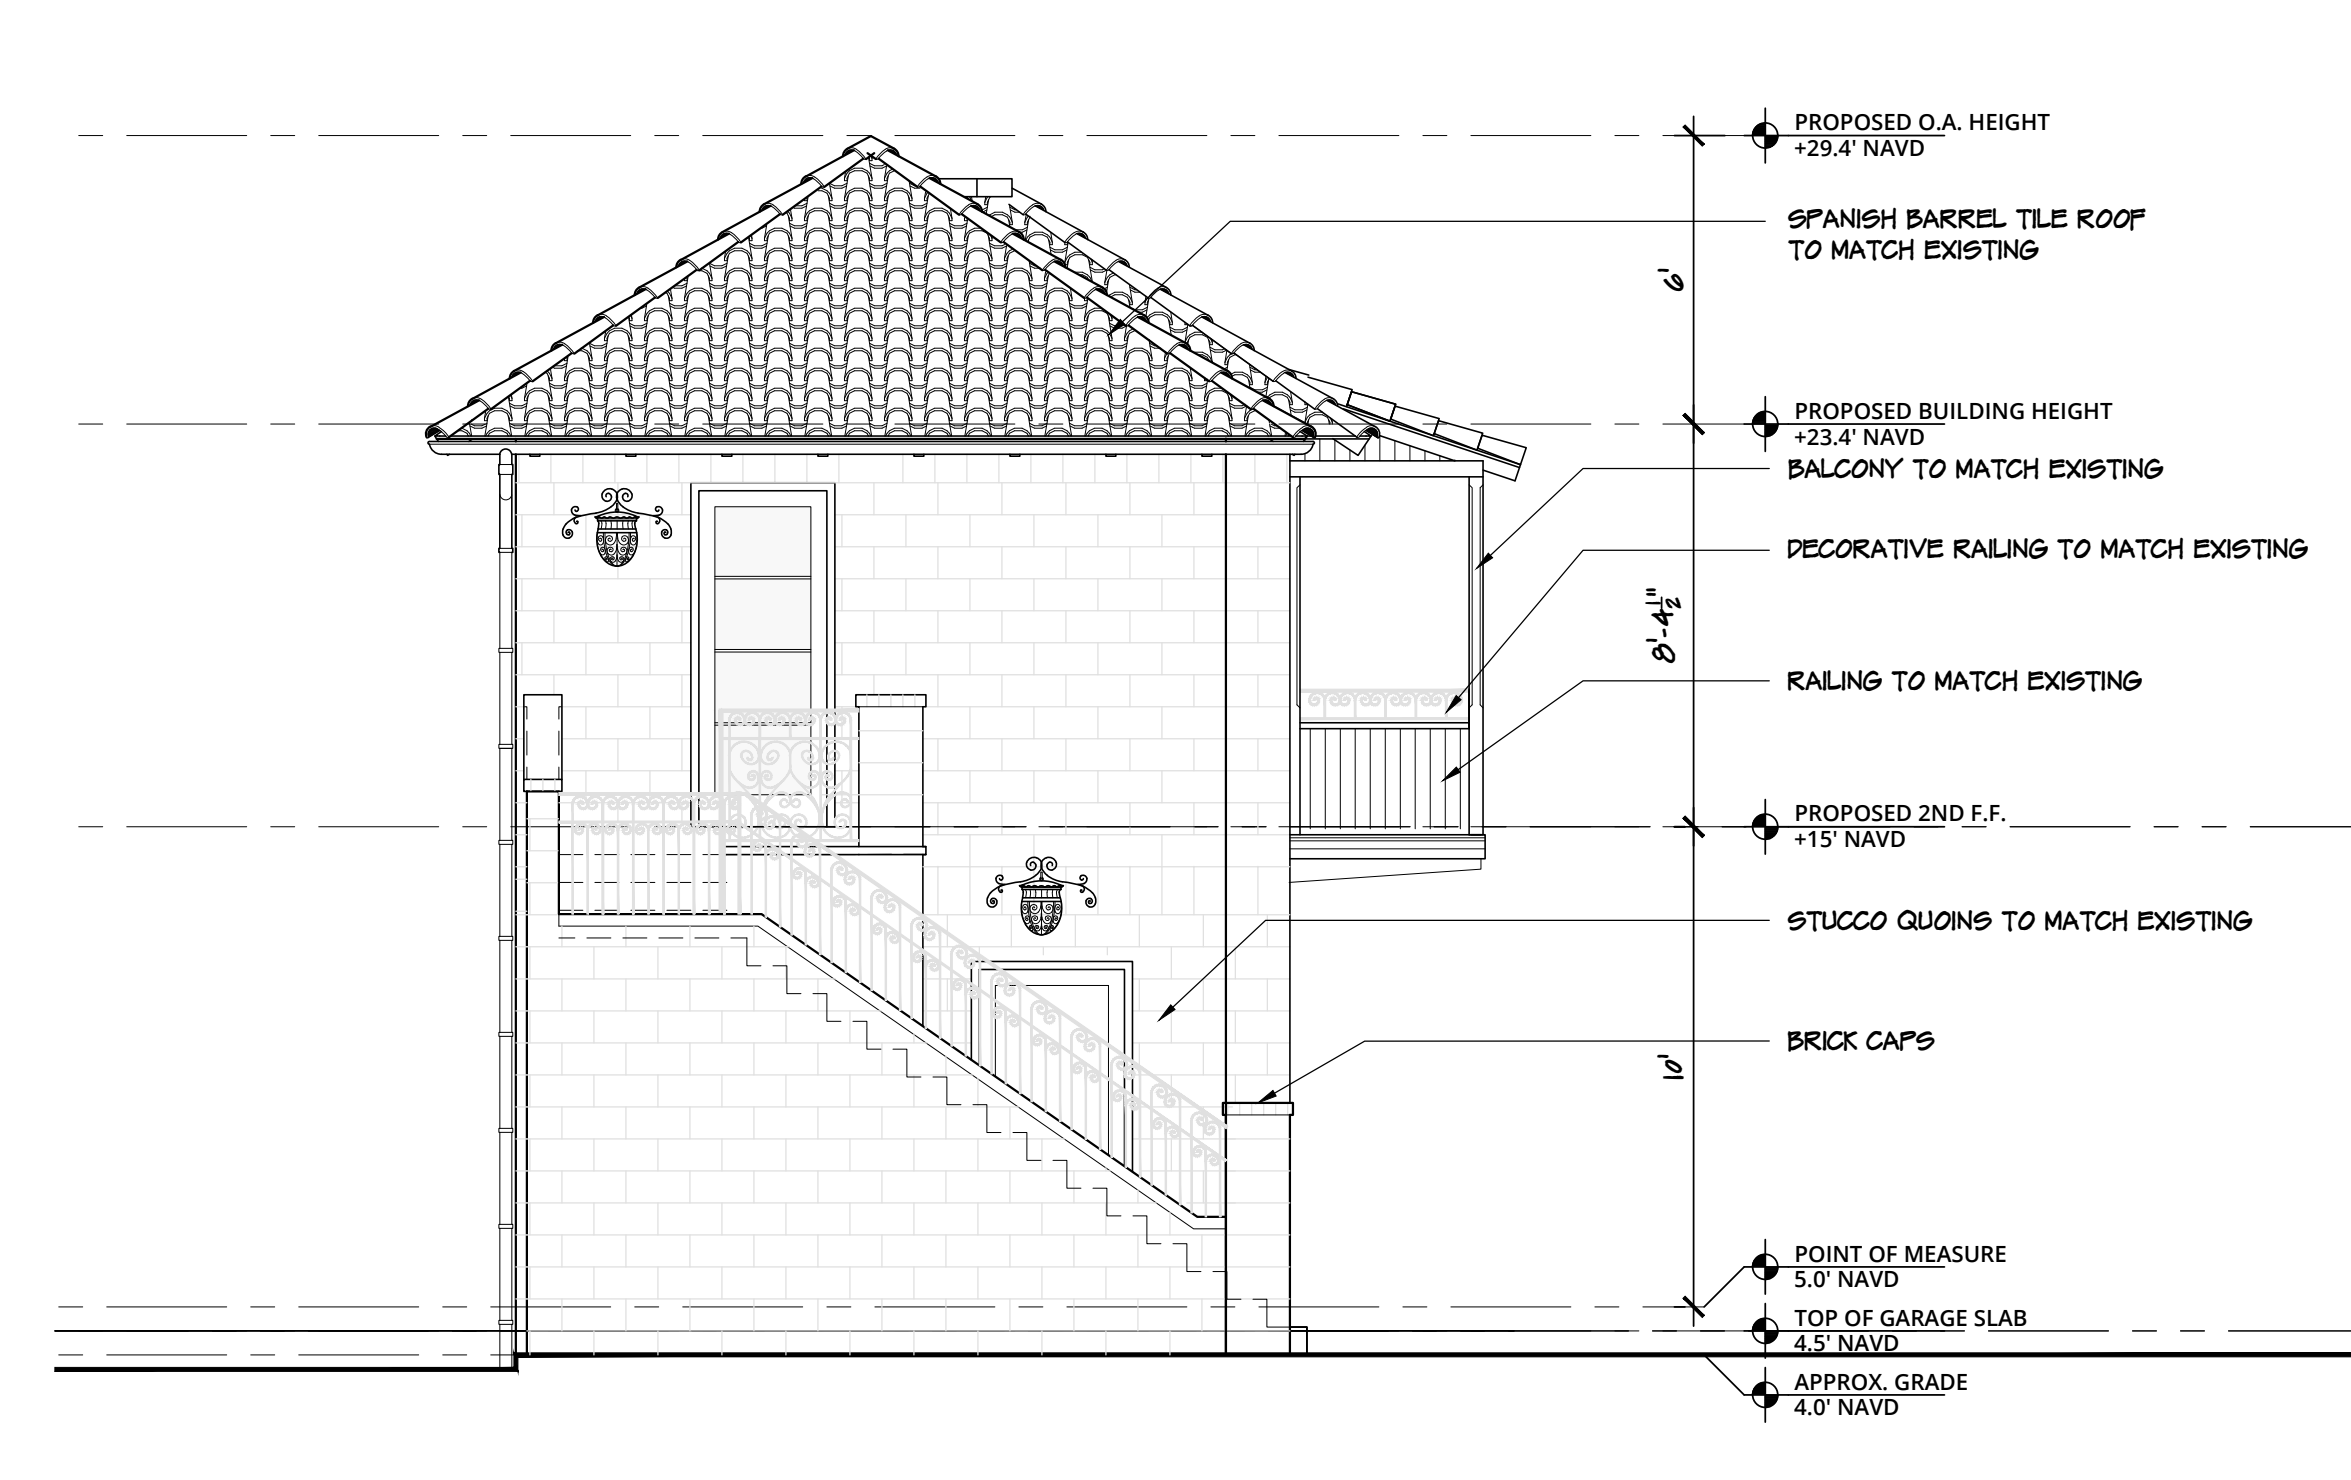 PROPOSED O.A. HEIGHT
+29.4' NAVD
SPANISH BARREL TILE ROOF
TO MATCH EXISTING
6'
PROPOSED BUILDING HEIGHT
+23.4' NAVD
BALCONY TO MATCH EXISTING
DECORATIVE RAILING TO MATCH EXISTING
8'-4½"
RAILING TO MATCH EXISTING
PROPOSED 2ND F.F.
+15' NAVD
STUCCO QUOINS TO MATCH EXISTING
BRICK CAPS
10'
POINT OF MEASURE
5.0' NAVD
TOP OF GARAGE SLAB
4.5' NAVD
APPROX. GRADE
4.0' NAVD